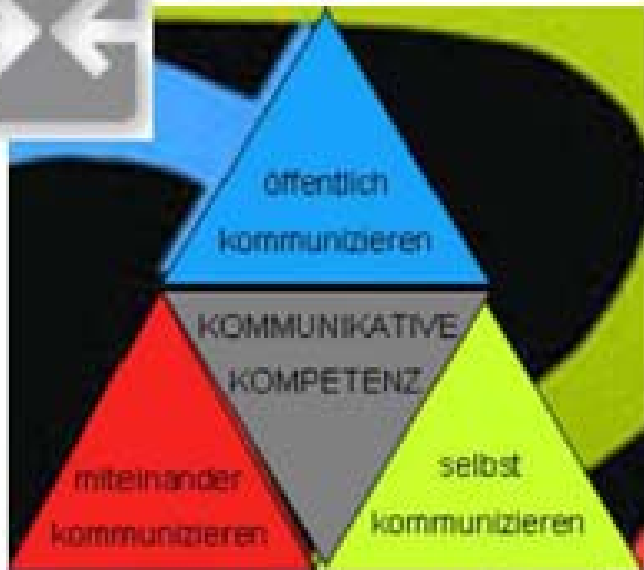 öffentlich
kommunizieren
KOMMUNIKATIVE
KOMPETENZ
miteinander
kommunizieren
selbst
kommunizieren